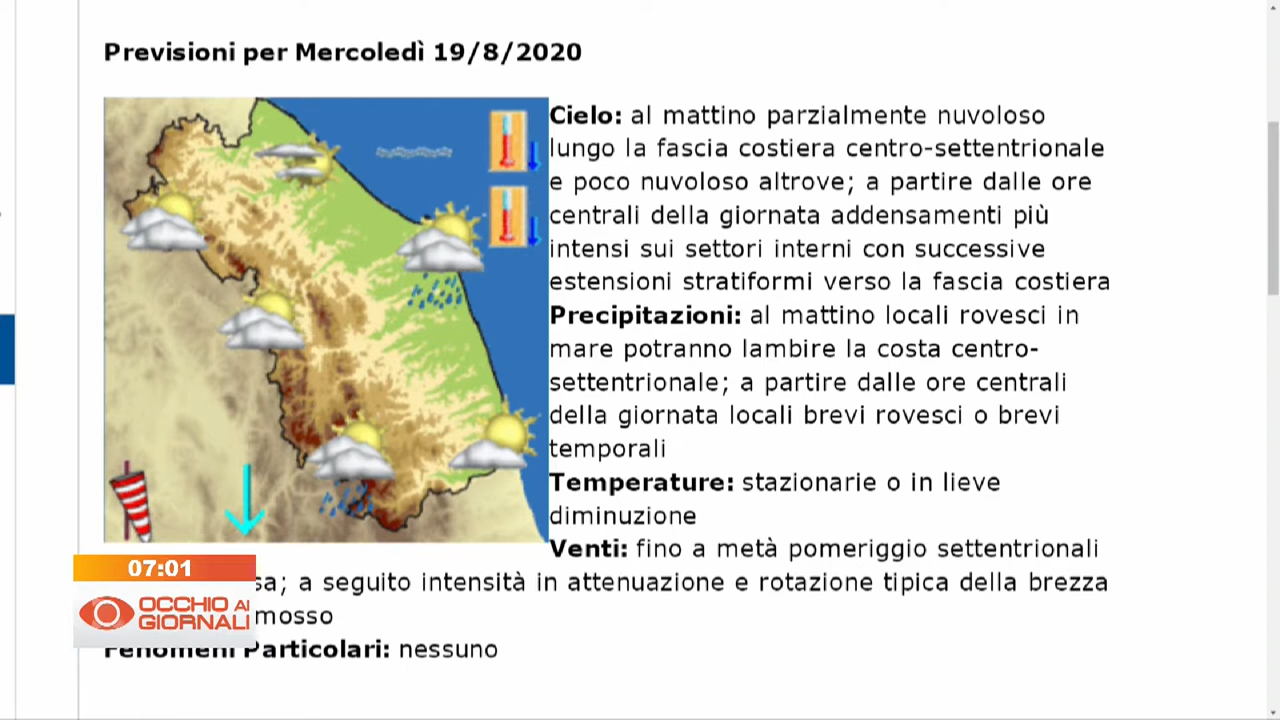 Previsioni per Mercoledì 19/8/2020
Cielo: al mattino parzialmente nuvoloso
lungo la fascia costiera centro-settentrionale
e poco nuvoloso altrove; a partire dalle ore
centrali della giornata addensamenti più
intensi sui settori interni con successive
estensioni stratiformi verso la fascia costiera
Precipitazioni: al mattino locali rovesci in
mare potranno lambire la costa centro-
settentrionale; a partire dalle ore centrali
della giornata locali brevi rovesci o brevi
temporali
Temperature: stazionarie o in lieve
diminuzione
Venti: fino a metà pomeriggio settentrionali
sa; a seguito intensità in attenuazione e rotazione tipica della brezza
mosso
Fenomeni Particolari: nessuno
07:01
OCCHIO AI
GIORNALI